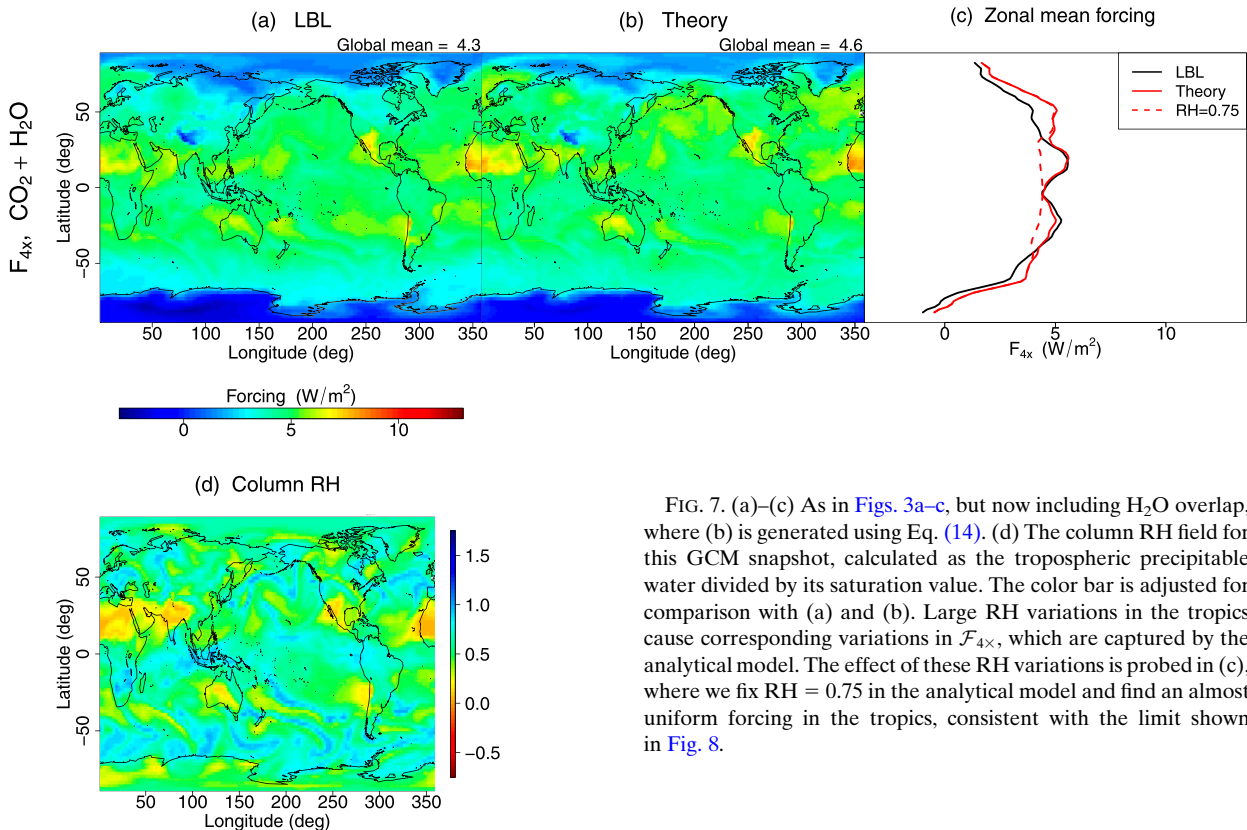 (a) LBL
(b) Theory
(c) Zonal mean forcing
Global mean = 4.3
Global mean = 4.6
F4x, CO2 + H2O
Latitude (deg)
50
0
−50
50 100 150 200 250 300 350
Longitude (deg)
50 100 150 200 250 300 350
Longitude (deg)
LBL
Theory
RH=0.75
0 5 10
F4x (W/m²)
Forcing (W/m²)
0 5 10
(d) Column RH
Latitude (deg)
50
0
−50
50 100 150 200 250 300 350
Longitude (deg)
1.5
1.0
0.5
0.0
−0.5
FIG. 7. (a)–(c) As in Figs. 3a–c, but now including H2O overlap,
where (b) is generated using Eq. (14). (d) The column RH field for
this GCM snapshot, calculated as the tropospheric precipitable
water divided by its saturation value. The color bar is adjusted for
comparison with (a) and (b). Large RH variations in the tropics
cause corresponding variations in ℱ4×, which are captured by the
analytical model. The effect of these RH variations is probed in (c),
where we fix RH = 0.75 in the analytical model and find an almost
uniform forcing in the tropics, consistent with the limit shown
in Fig. 8.